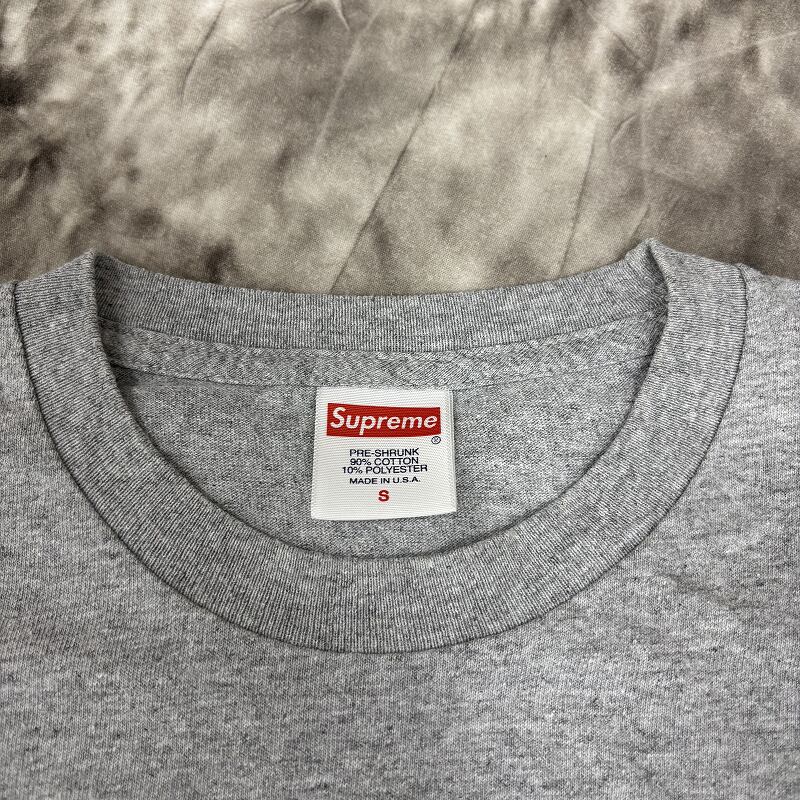 Supreme
®
PRE-SHRUNK
90% COTTON
10% POLYESTER
MADE IN U.S.A.
S